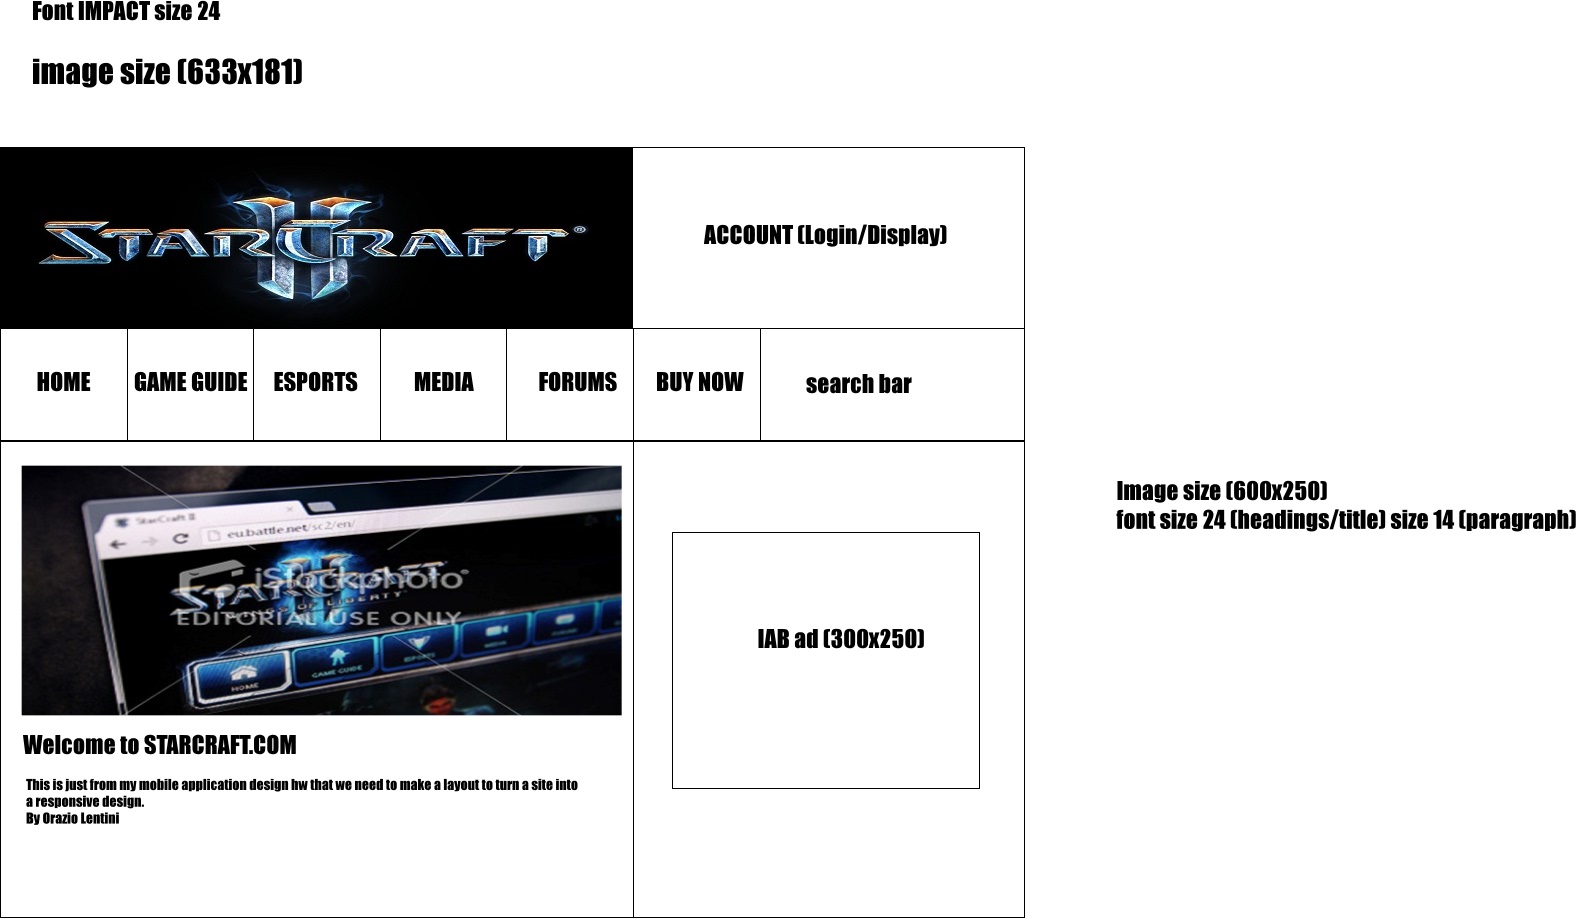 Font IMPACT size 24
image size (633x181)
STARCRAFT II ®
ACCOUNT (Login/Display)
HOME GAME GUIDE ESPORTS MEDIA FORUMS BUY NOW search bar
StarCraft II
eu.battle.net/sc2/en/
iStockphoto
STARCRAFT II
WINGS OF LIBERTY
EDITORIAL USE ONLY
HOME GAME GUIDE ESPORTS MEDIA FORUMS
Image size (600x250)
font size 24 (headings/title) size 14 (paragraph)
IAB ad (300x250)
Welcome to STARCRAFT.COM
This is just from my mobile application design hw that we need to make a layout to turn a site into
a responsive design.
By Orazio Lentini